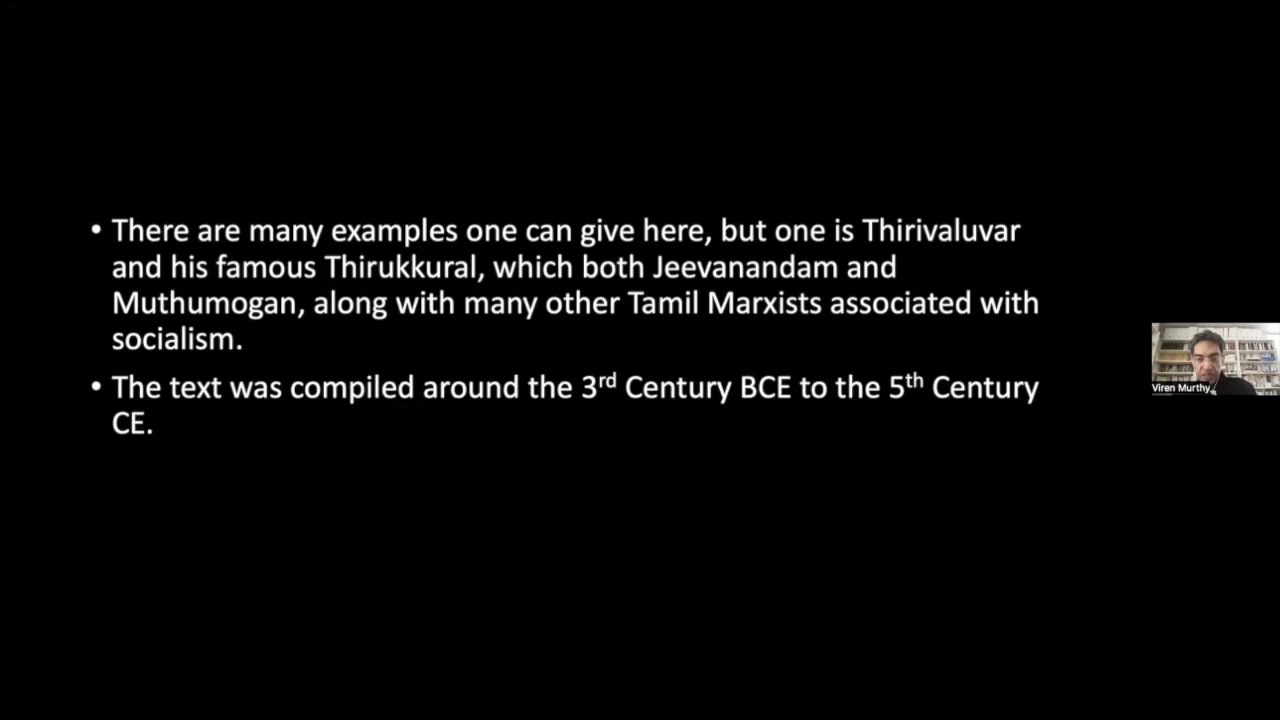 • There are many examples one can give here, but one is Thirivaluvar
and his famous Thirukkural, which both Jeevanandam and
Muthumogan, along with many other Tamil Marxists associated with
socialism.
• The text was compiled around the 3rd Century BCE to the 5th Century
CE.
Viren Murthy